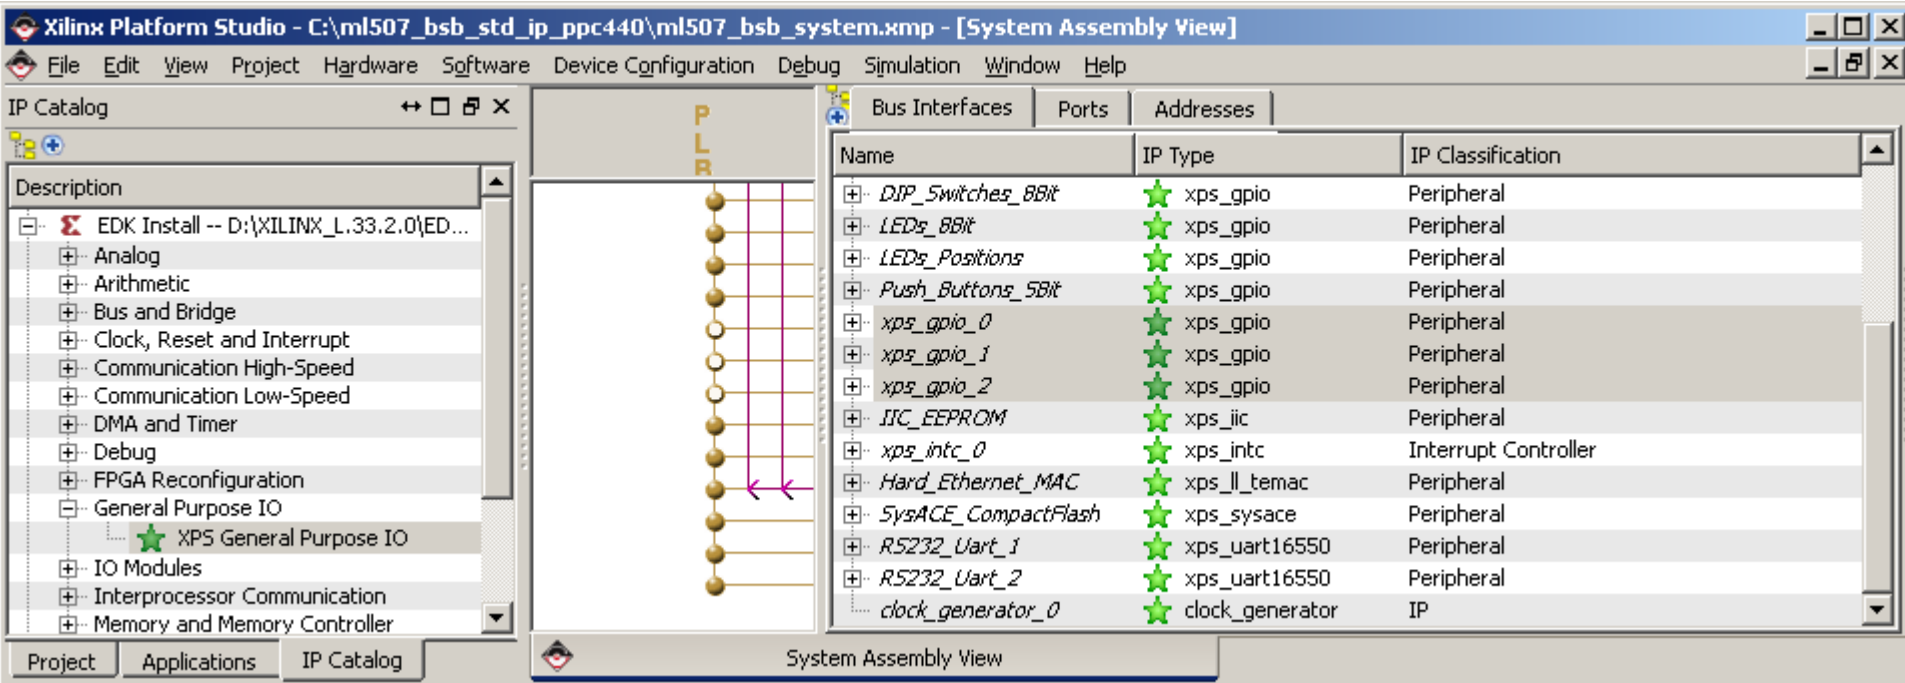 Xilinx Platform Studio - C:\ml507_bsb_std_ip_ppc440\ml507_bsb_system.xmp - [System Assembly View]
File Edit View Project Hardware Software Device Configuration Debug Simulation Window Help
IP Catalog
Description
EDK Install -- D:\XILINX_L.33.2.0\ED...
Analog
Arithmetic
Bus and Bridge
Clock, Reset and Interrupt
Communication High-Speed
Communication Low-Speed
DMA and Timer
Debug
FPGA Reconfiguration
General Purpose IO
XPS General Purpose IO
IO Modules
Interprocessor Communication
Memory and Memory Controller
Project Applications IP Catalog
P
L
B
Bus Interfaces Ports Addresses
Name IP Type IP Classification
DIP_Switches_8Bit xps_gpio Peripheral
LEDs_8Bit xps_gpio Peripheral
LEDs_Positions xps_gpio Peripheral
Push_Buttons_5Bit xps_gpio Peripheral
xps_gpio_0 xps_gpio Peripheral
xps_gpio_1 xps_gpio Peripheral
xps_gpio_2 xps_gpio Peripheral
IIC_EEPROM xps_iic Peripheral
xps_intc_0 xps_intc Interrupt Controller
Hard_Ethernet_MAC xps_ll_temac Peripheral
SysACE_CompactFlash xps_sysace Peripheral
RS232_Uart_1 xps_uart16550 Peripheral
RS232_Uart_2 xps_uart16550 Peripheral
clock_generator_0 clock_generator IP
System Assembly View